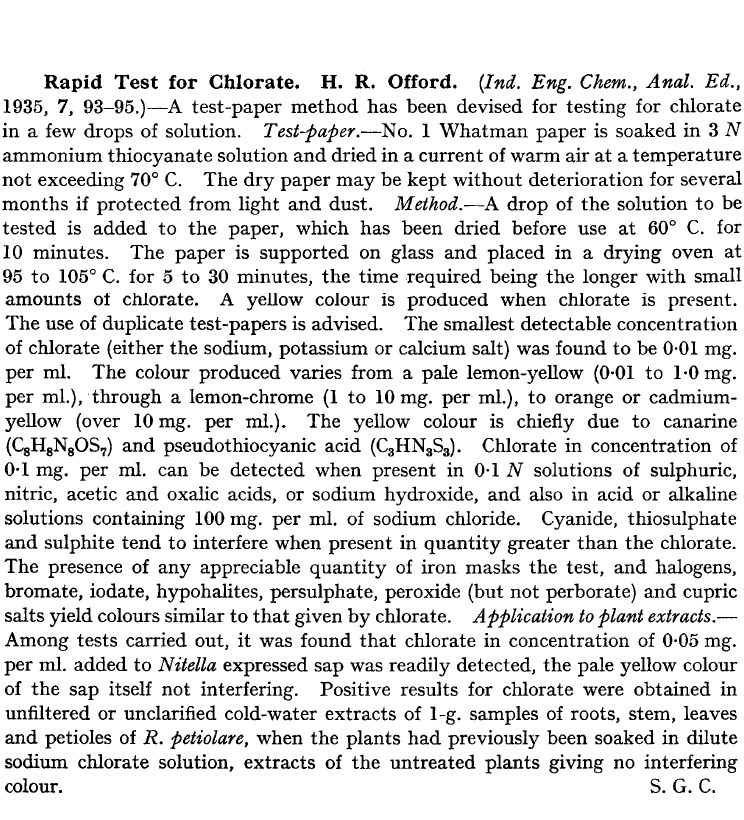 Rapid Test for Chlorate. H. R. Offord. (Ind. Eng. Chem., Anal. Ed.,
1935, 7, 93–95.)—A test-paper method has been devised for testing for chlorate
in a few drops of solution. Test-paper.—No. 1 Whatman paper is soaked in 3 N
ammonium thiocyanate solution and dried in a current of warm air at a temperature
not exceeding 70° C. The dry paper may be kept without deterioration for several
months if protected from light and dust. Method.—A drop of the solution to be
tested is added to the paper, which has been dried before use at 60° C. for
10 minutes. The paper is supported on glass and placed in a drying oven at
95 to 105° C. for 5 to 30 minutes, the time required being the longer with small
amounts of chlorate. A yellow colour is produced when chlorate is present.
The use of duplicate test-papers is advised. The smallest detectable concentration
of chlorate (either the sodium, potassium or calcium salt) was found to be 0·01 mg.
per ml. The colour produced varies from a pale lemon-yellow (0·01 to 1·0 mg.
per ml.), through a lemon-chrome (1 to 10 mg. per ml.), to orange or cadmium-
yellow (over 10 mg. per ml.). The yellow colour is chiefly due to canarine
(C₈H₈N₈OS₇) and pseudothiocyanic acid (C₃HN₃S₃). Chlorate in concentration of
0·1 mg. per ml. can be detected when present in 0·1 N solutions of sulphuric,
nitric, acetic and oxalic acids, or sodium hydroxide, and also in acid or alkaline
solutions containing 100 mg. per ml. of sodium chloride. Cyanide, thiosulphate
and sulphite tend to interfere when present in quantity greater than the chlorate.
The presence of any appreciable quantity of iron masks the test, and halogens,
bromate, iodate, hypohalites, persulphate, peroxide (but not perborate) and cupric
salts yield colours similar to that given by chlorate. Application to plant extracts.—
Among tests carried out, it was found that chlorate in concentration of 0·05 mg.
per ml. added to Nitella expressed sap was readily detected, the pale yellow colour
of the sap itself not interfering. Positive results for chlorate were obtained in
unfiltered or unclarified cold-water extracts of 1-g. samples of roots, stem, leaves
and petioles of R. petiolare, when the plants had previously been soaked in dilute
sodium chlorate solution, extracts of the untreated plants giving no interfering
colour. S. G. C.